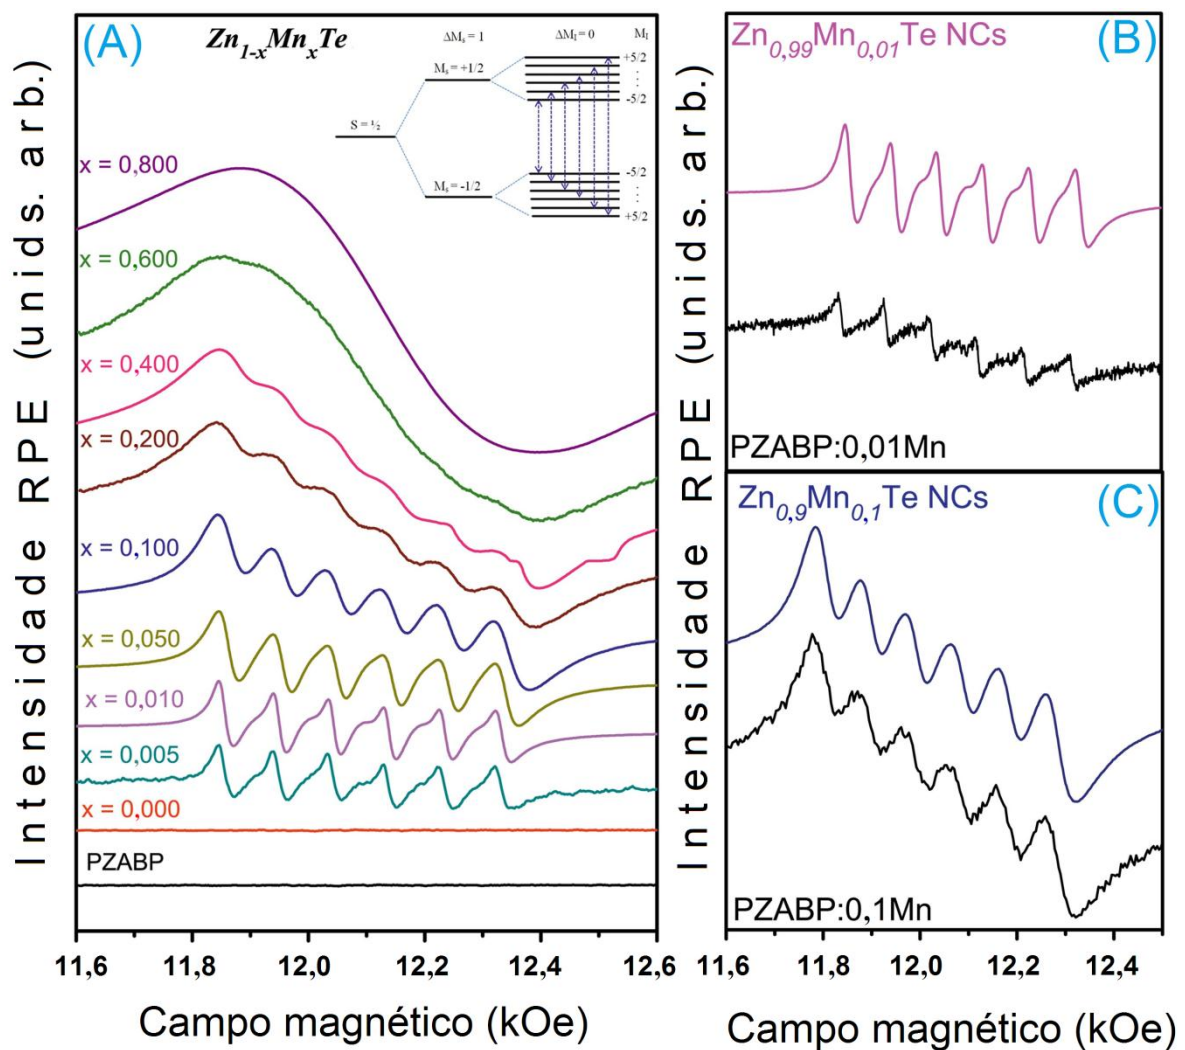 (A)
Zn1-xMnxTe
ΔMs = 1
ΔMI = 0
MI
Ms = +1/2
S = ½
Ms = -1/2
+5/2
⋮
-5/2
-5/2
⋮
+5/2
x = 0,800
x = 0,600
x = 0,400
x = 0,200
x = 0,100
x = 0,050
x = 0,010
x = 0,005
x = 0,000
PZABP
Intensidade RPE (unids. arb.)
11,6 11,8 12,0 12,2 12,4 12,6
Campo magnético (kOe)
(B)
Zn0,99Mn0,01Te NCs
PZABP:0,01Mn
Intensidade RPE (unids. arb.)
(C)
Zn0,9Mn0,1Te NCs
PZABP:0,1Mn
11,6 11,8 12,0 12,2 12,4
Campo magnético (kOe)